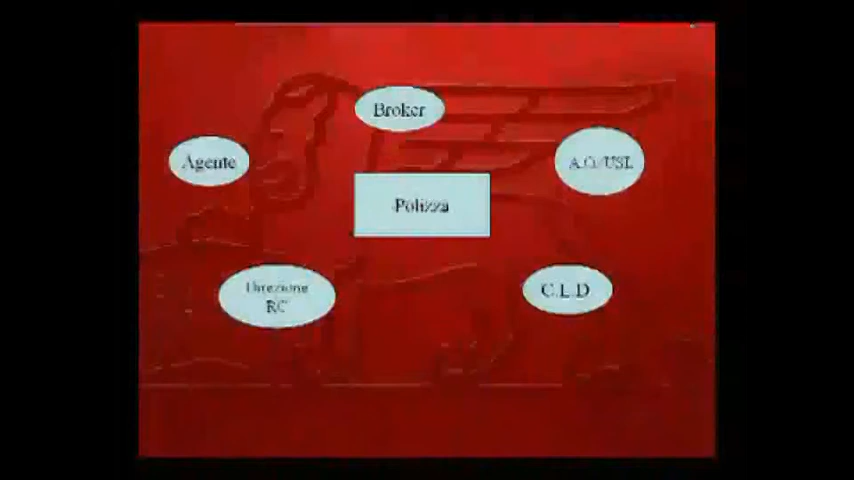 Broker
Agente
A.O./USL
Polizza
Direzione
RC
C.L.D